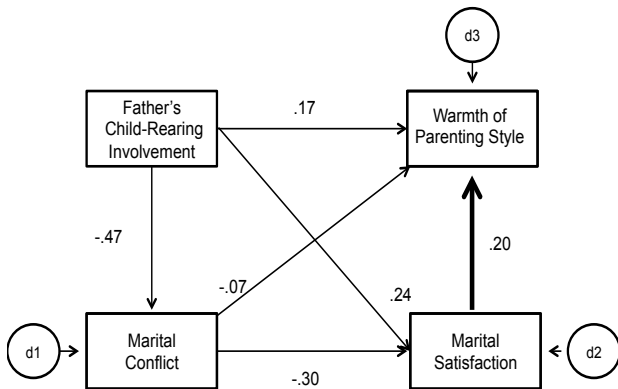 d3
Father's
Child-Rearing
Involvement
.17
Warmth of
Parenting Style
-.47
.20
-.07
.24
d1
Marital
Conflict
-.30
Marital
Satisfaction
d2